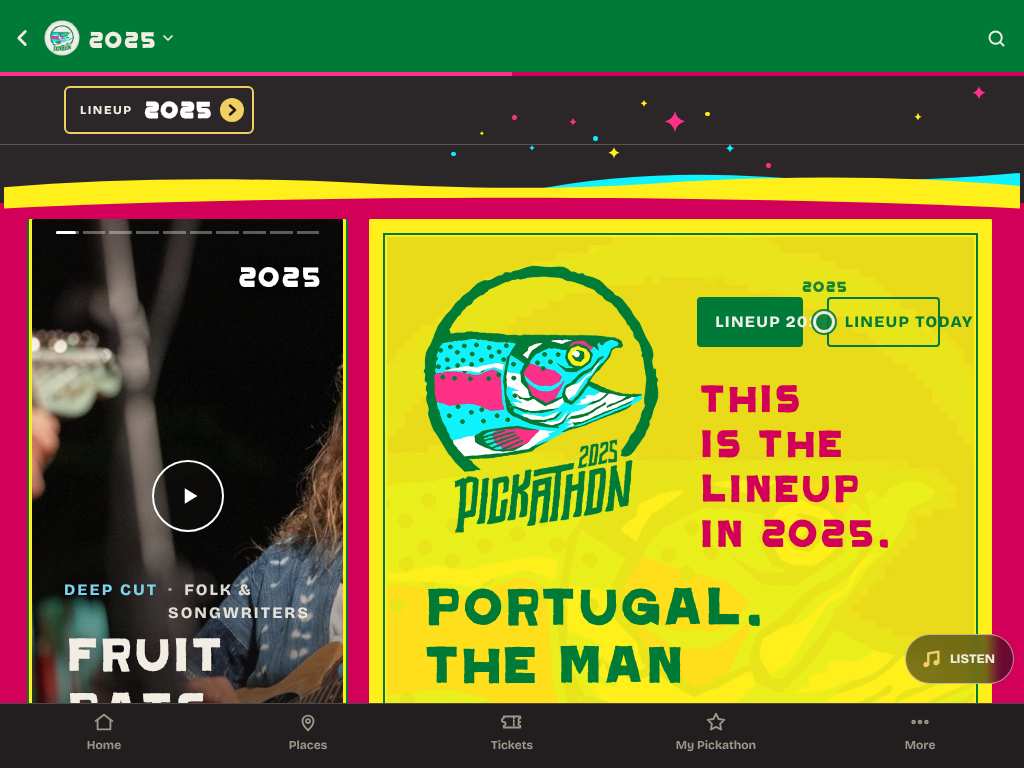 2025
LINEUP 2025
2025
DEEP CUT · FOLK &
SONGWRITERS
FRUIT
BATS
2025
PICKATHON
2025
LINEUP 20
LINEUP TODAY
THIS
IS THE
LINEUP
IN 2025.
PORTUGAL.
THE MAN
LISTEN
Home
Places
Tickets
My Pickathon
More